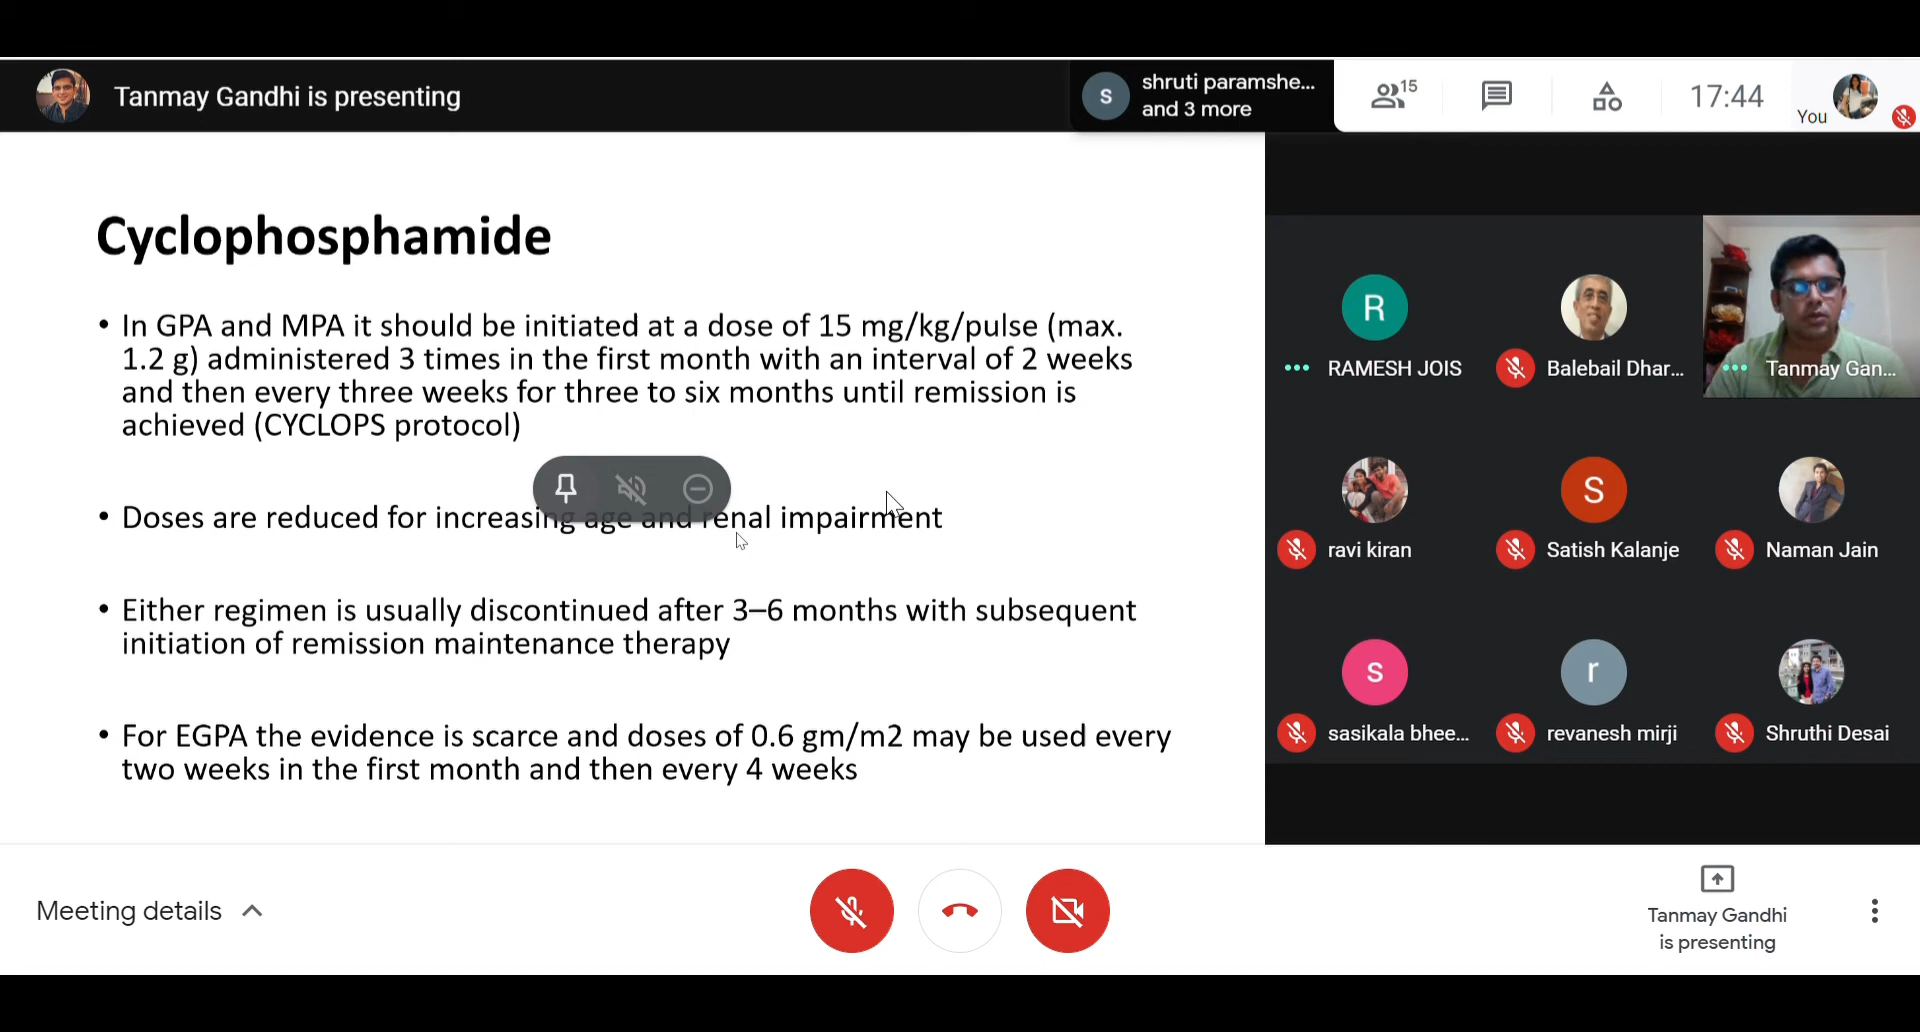 Tanmay Gandhi is presenting
S
shruti paramshe...
and 3 more
15
17:44
You
Cyclophosphamide
• In GPA and MPA it should be initiated at a dose of 15 mg/kg/pulse (max.
1.2 g) administered 3 times in the first month with an interval of 2 weeks
and then every three weeks for three to six months until remission is
achieved (CYCLOPS protocol)
• Doses are reduced for increasing age and renal impairment
• Either regimen is usually discontinued after 3–6 months with subsequent
initiation of remission maintenance therapy
• For EGPA the evidence is scarce and doses of 0.6 gm/m2 may be used every
two weeks in the first month and then every 4 weeks
R
RAMESH JOIS
Balebail Dhar...
Tanmay Gan...
ravi kiran
S
Satish Kalanje
Naman Jain
s
sasikala bhee...
r
revanesh mirji
Shruthi Desai
Meeting details
Tanmay Gandhi
is presenting